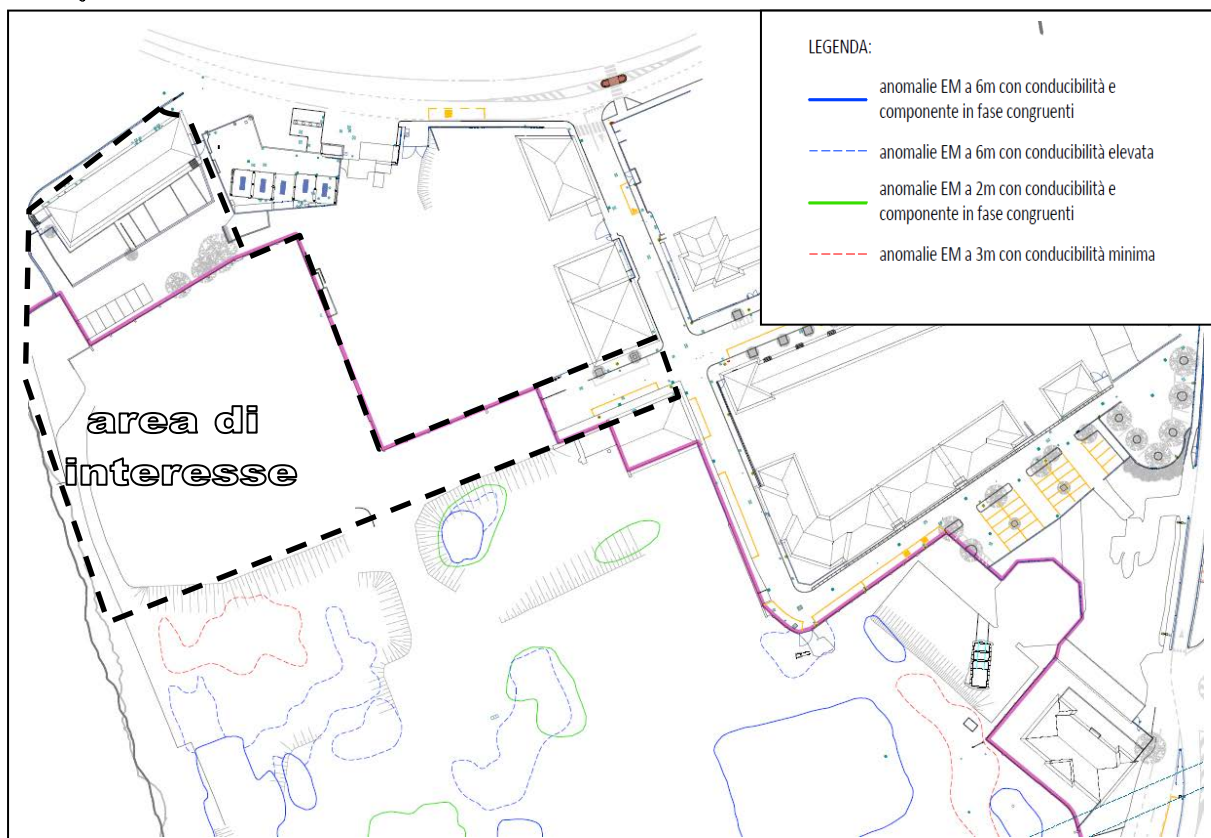 LEGENDA:
anomalie EM a 6m con conducibilità e
componente in fase congruenti
anomalie EM a 6m con conducibilità elevata
anomalie EM a 2m con conducibilità e
componente in fase congruenti
anomalie EM a 3m con conducibilità minima
area di
interesse